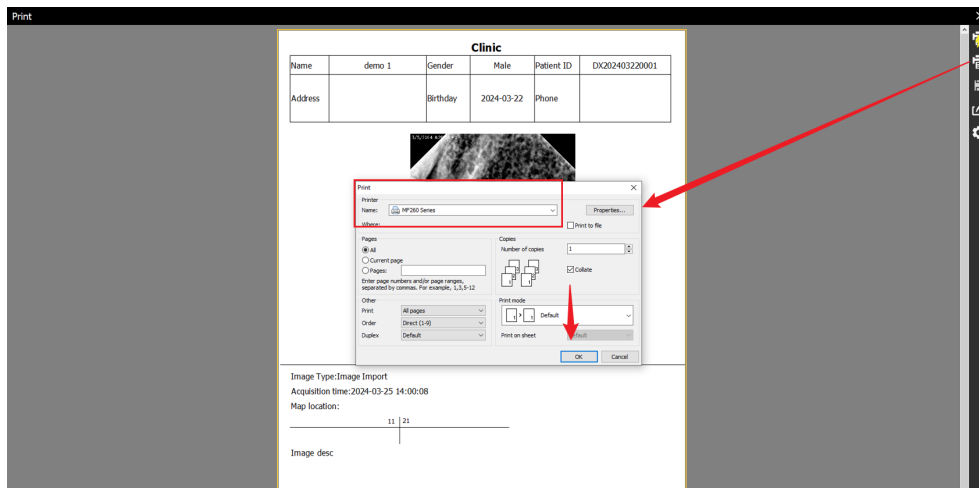 Print
Clinic
Name demo 1 Gender Male Patient ID DX202403220001
Address Birthday 2024-03-22 Phone
Print
Printer
Name: MF260 Series Properties...
Where: Print to file
Pages Copies
All Number of copies 1
Current page
Pages: Collate
Enter page numbers and/or page ranges,
separated by commas. For example, 1,3,5-12
Other Print mode
Print All pages Default
Order Direct (1-9)
Duplex Default Print on sheet
OK Cancel
Image Type:Image Import
Acquisition time:2024-03-25 14:00:08
Map location:
11 21
Image desc